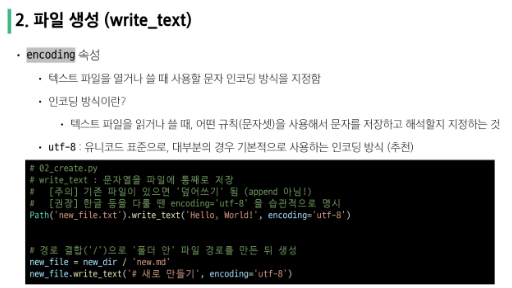 2. 파일 생성 (write_text)
• encoding 속성
• 텍스트 파일을 열거나 쓸 때 사용할 문자 인코딩 방식을 지정함
• 인코딩 방식이란?
• 텍스트 파일을 읽거나 쓸 때, 어떤 규칙(문자셋)을 사용해서 문자를 저장하고 해석할지 지정하는 것
• utf-8 : 유니코드 표준으로, 대부분의 경우 기본적으로 사용하는 인코딩 방식 (추천)
# 02_create.py
# write_text : 문자열을 파일에 통째로 저장
#   [주의] 기존 파일이 있으면 '덮어쓰기' 됨 (append 아님!)
#   [권장] 한글 등을 다룰 땐 encoding='utf-8' 을 습관적으로 명시
Path('new_file.txt').write_text('Hello, World!', encoding='utf-8')
# 경로 결합('/')으로 '폴더 안' 파일 경로를 만든 뒤 생성
new_file = new_dir / 'new.md'
new_file.write_text('# 새로 만들기', encoding='utf-8')